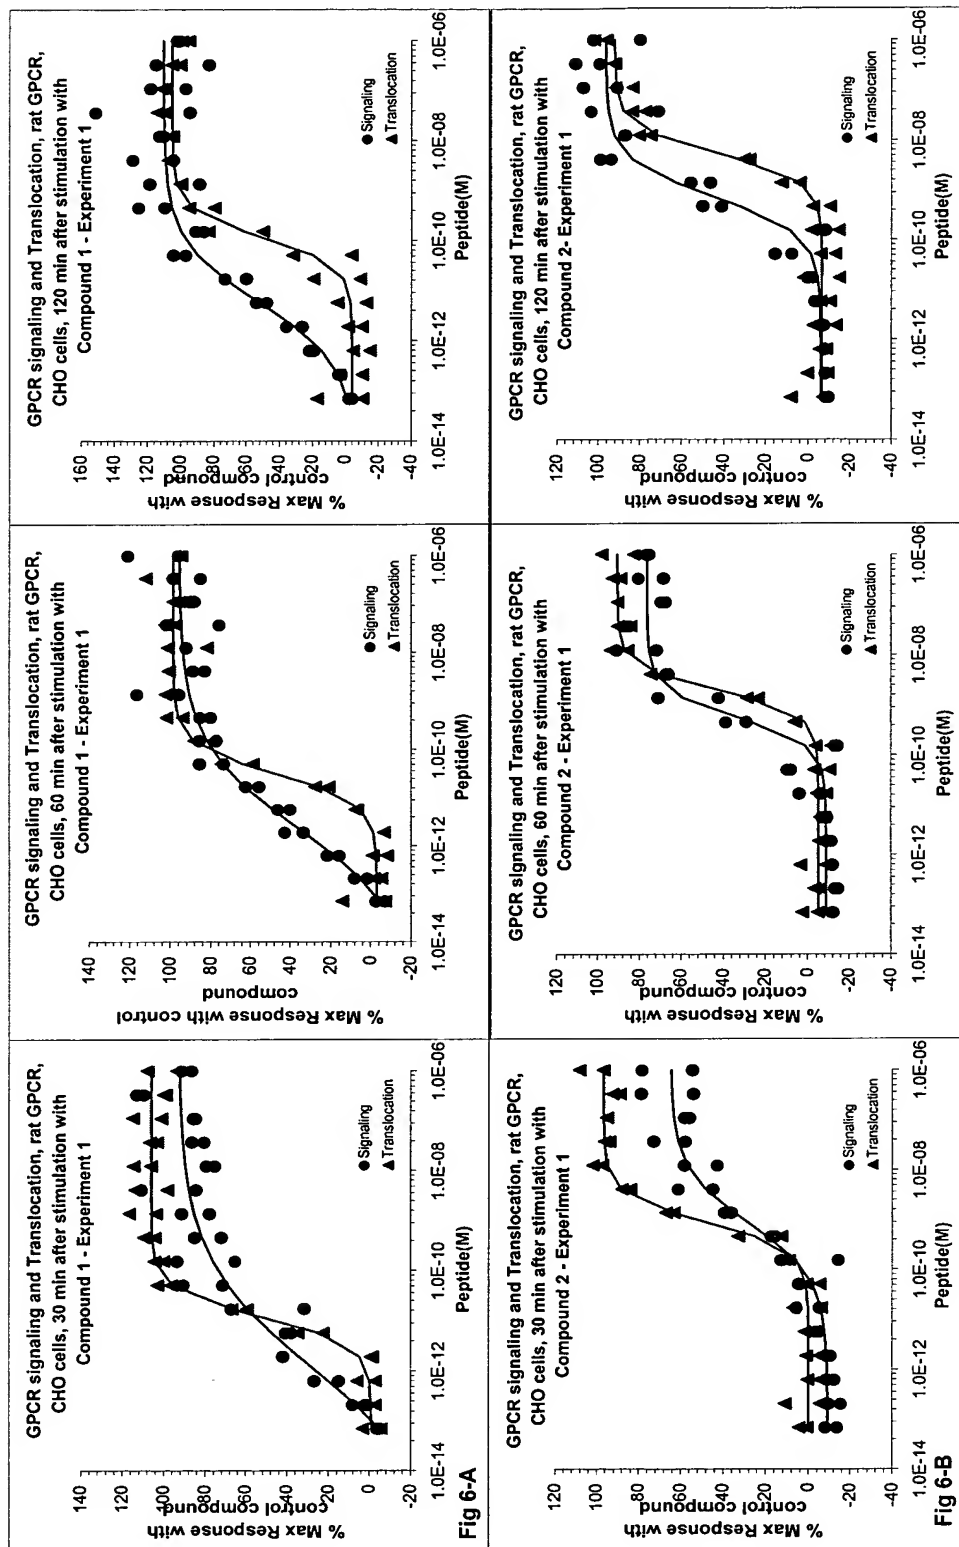 GPCR signaling and Translocation, rat GPCR,
CHO cells, 30 min after stimulation with
Compound 1 - Experiment 1
% Max Response with
control compound
140
120
100
80
60
40
20
0
-20
1.0E-14 1.0E-12 1.0E-10 1.0E-08 1.0E-06
Peptide(M)
Signaling
Translocation
GPCR signaling and Translocation, rat GPCR,
CHO cells, 60 min after stimulation with
Compound 1 - Experiment 1
% Max Response with control
compound
140
120
100
80
60
40
20
0
-20
1.0E-14 1.0E-12 1.0E-10 1.0E-08 1.0E-06
Peptide(M)
Signaling
Translocation
GPCR signaling and Translocation, rat GPCR,
CHO cells, 120 min after stimulation with
Compound 1 - Experiment 1
% Max Response with
control compound
160
140
120
100
80
60
40
20
0
-20
-40
1.0E-14 1.0E-12 1.0E-10 1.0E-08 1.0E-06
Peptide(M)
Signaling
Translocation
Fig 6-A
GPCR signaling and Translocation, rat GPCR,
CHO cells, 30 min after stimulation with
Compound 2 - Experiment 1
% Max Response with
control compound
120
100
80
60
40
20
0
-20
-40
1.0E-14 1.0E-12 1.0E-10 1.0E-08 1.0E-06
Peptide(M)
Signaling
Translocation
GPCR signaling and Translocation, rat GPCR,
CHO cells, 60 min after stimulation with
Compound 2 - Experiment 1
% Max Response with
control compound
120
100
80
60
40
20
0
-20
-40
1.0E-14 1.0E-12 1.0E-10 1.0E-08 1.0E-06
Peptide(M)
Signaling
Translocation
GPCR signaling and Translocation, rat GPCR,
CHO cells, 120 min after stimulation with
Compound 2- Experiment 1
% Max Response with
control compound
120
100
80
60
40
20
0
-20
-40
1.0E-14 1.0E-12 1.0E-10 1.0E-08 1.0E-06
Peptide(M)
Signaling
Translocation
Fig 6-B